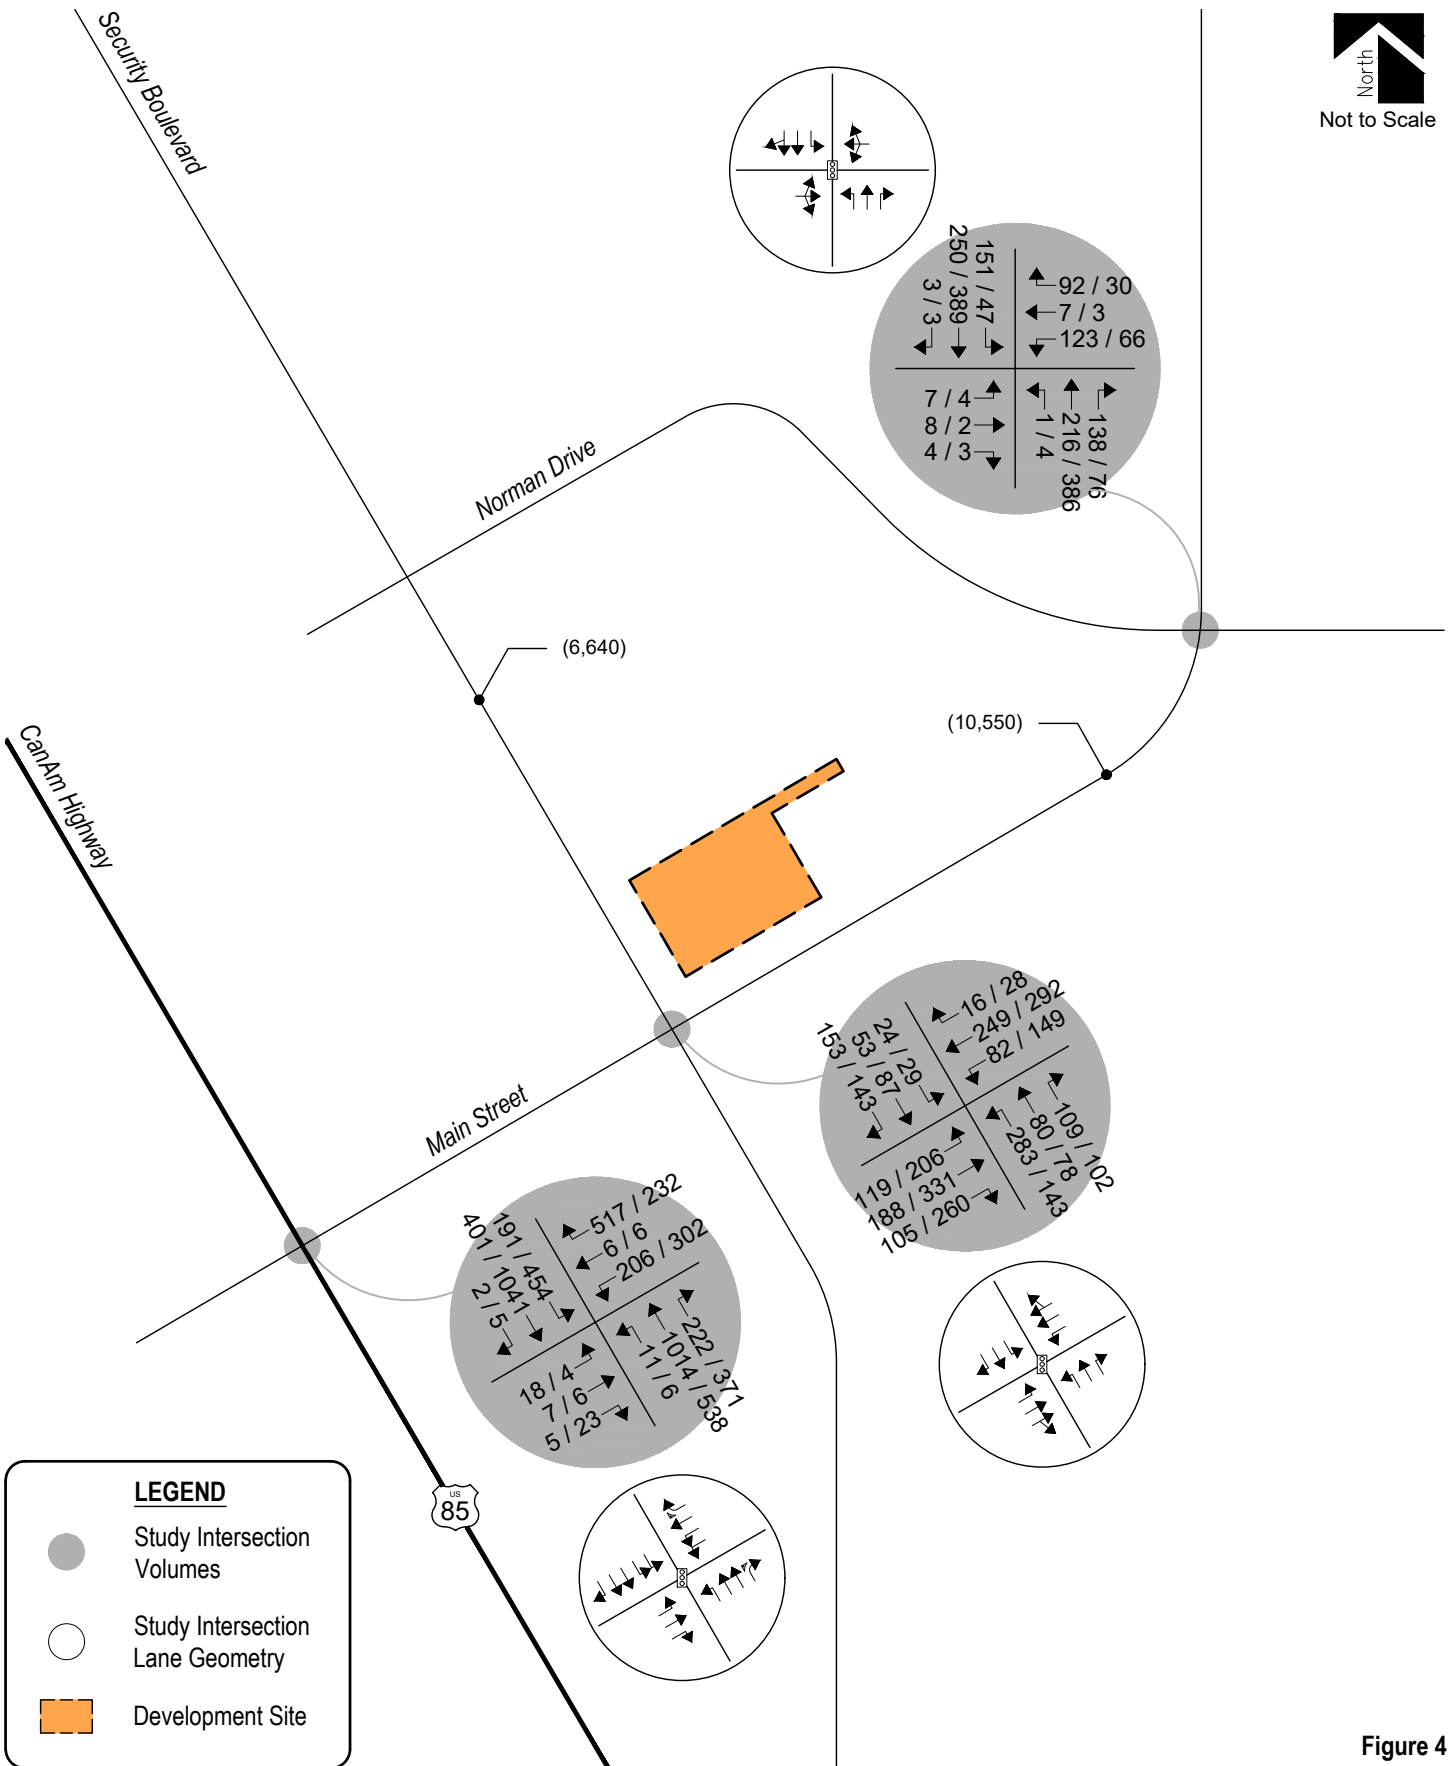 Security Boulevard
North
Not to Scale
151 / 47
250 / 389
3 / 3
92 / 30
7 / 3
123 / 66
7 / 4
8 / 2
4 / 3
138 / 76
216 / 386
1 / 4
Norman Drive
(6,640)
(10,550)
CanAm Highway
Main Street
24 / 29
53 / 87
153 / 143
16 / 28
249 / 292
82 / 149
119 / 206
188 / 331
105 / 260
109 / 102
80 / 78
283 / 143
191 / 454
401 / 1041
2 / 5
517 / 232
6 / 6
206 / 302
18 / 4
7 / 6
5 / 23
222 / 371
1014 / 538
11 / 6
US
85
LEGEND
Study Intersection
Volumes
Study Intersection
Lane Geometry
Development Site
Figure 4